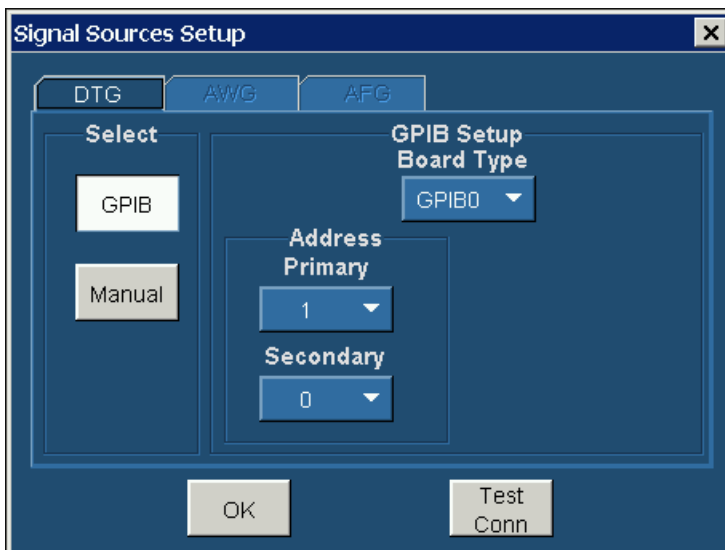 Signal Sources Setup
DTG
AWG
AFG
Select
GPIB
Manual
GPIB Setup
Board Type
GPIB0
Address
Primary
1
Secondary
0
OK
Test
Conn